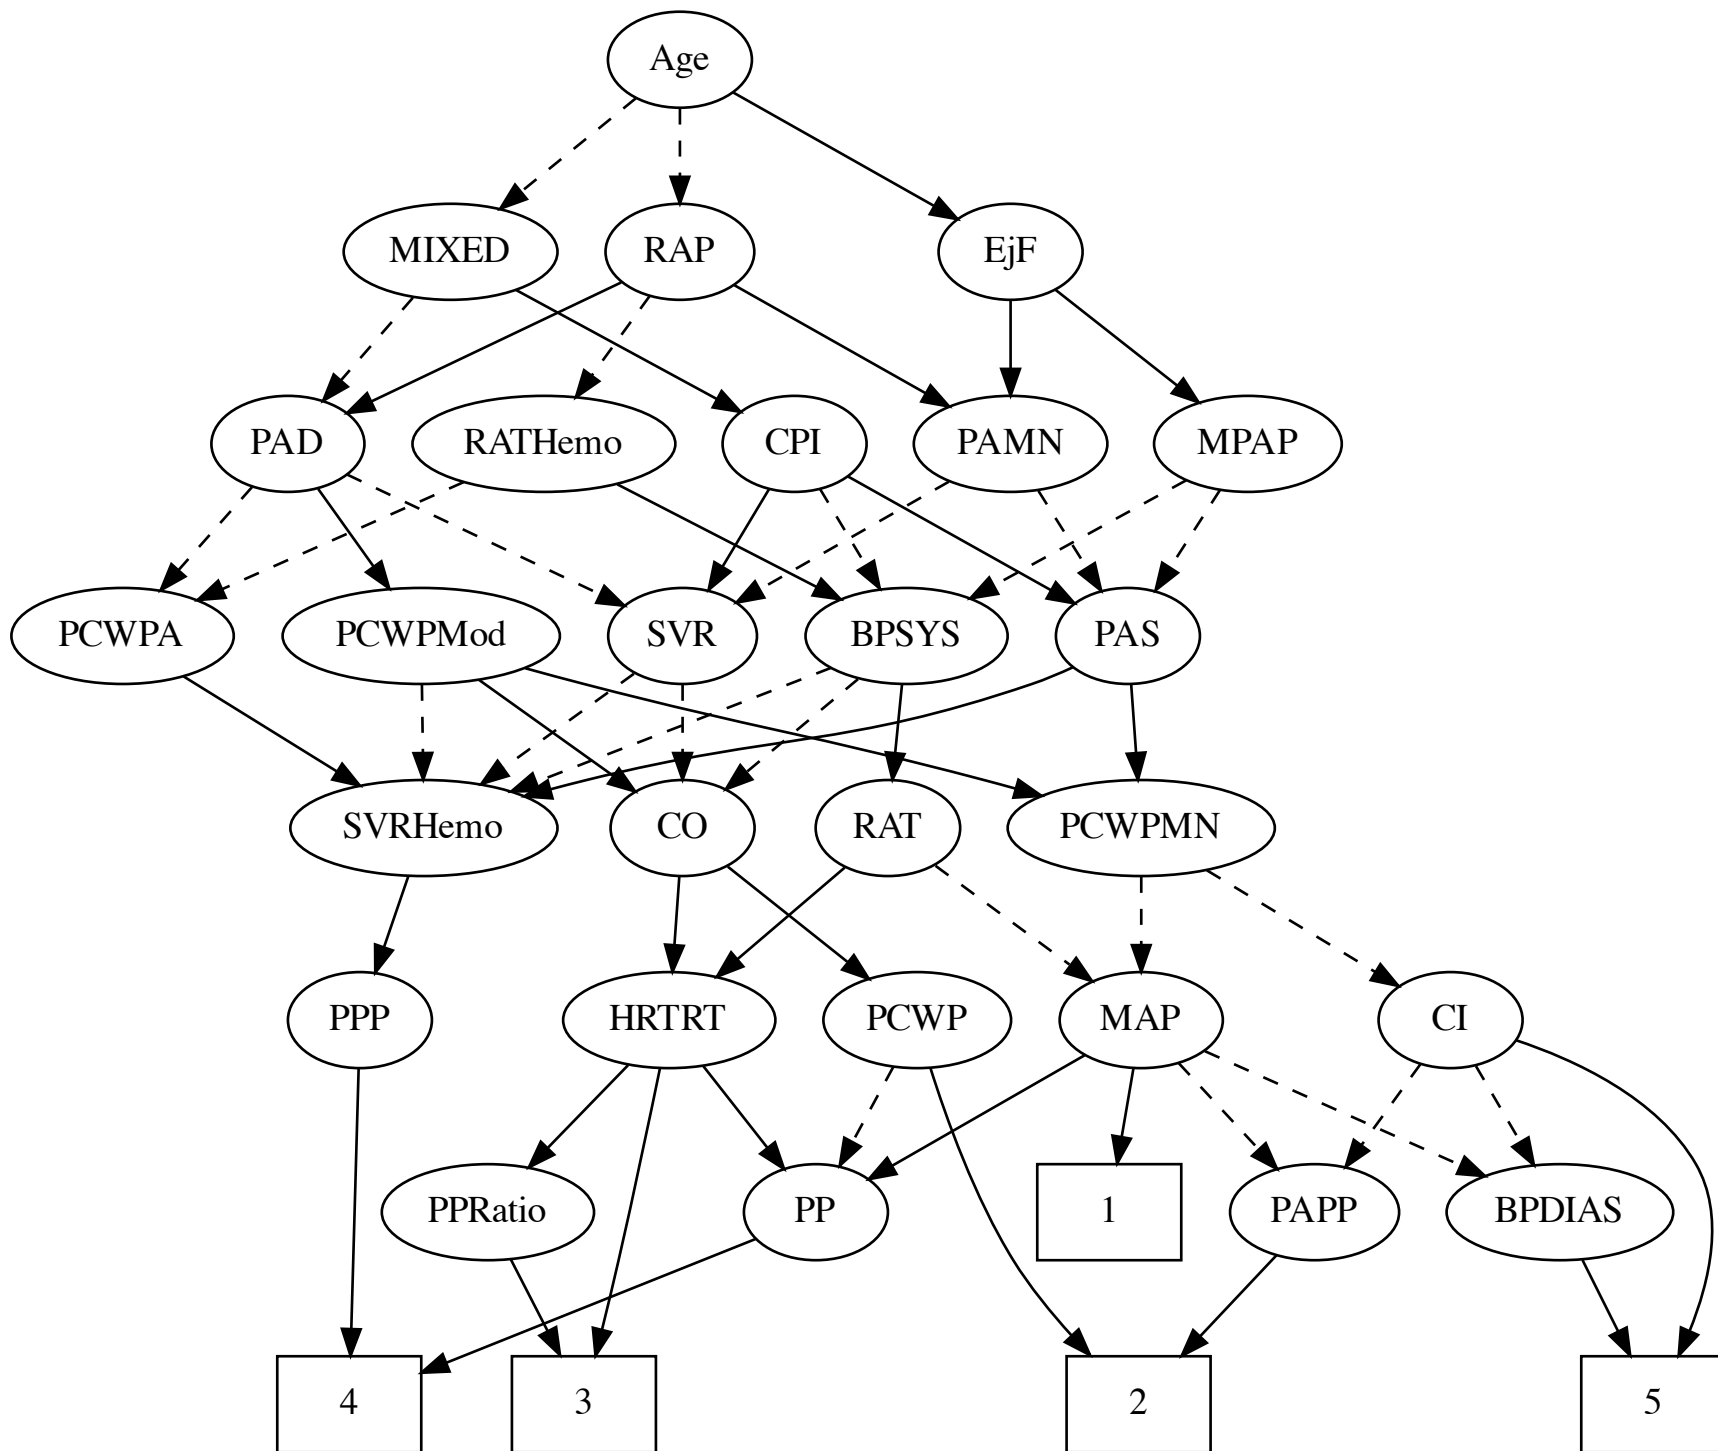 Age
MIXED
RAP
EjF
PAD
RATHemo
CPI
PAMN
MPAP
PCWPA
PCWPMod
SVR
BPSYS
PAS
SVRHemo
CO
RAT
PCWPMN
PPP
HRTRT
PCWP
MAP
CI
PPRatio
PP
1
PAPP
BPDIAS
4
3
2
5